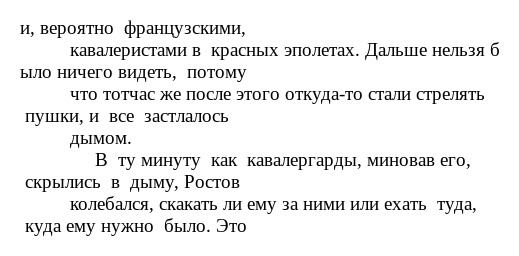 и, вероятно  французскими,
кавалеристами в  красных эполетах. Дальше нельзя б
ыло ничего видеть,  потому
что тотчас же после этого откуда-то стали стрелять
пушки, и  все  застлалось
дымом.
В  ту минуту  как  кавалергарды, миновав его,
скрылись  в  дыму, Ростов
колебался, скакать ли ему за ними или ехать  туда,
куда ему нужно  было. Это